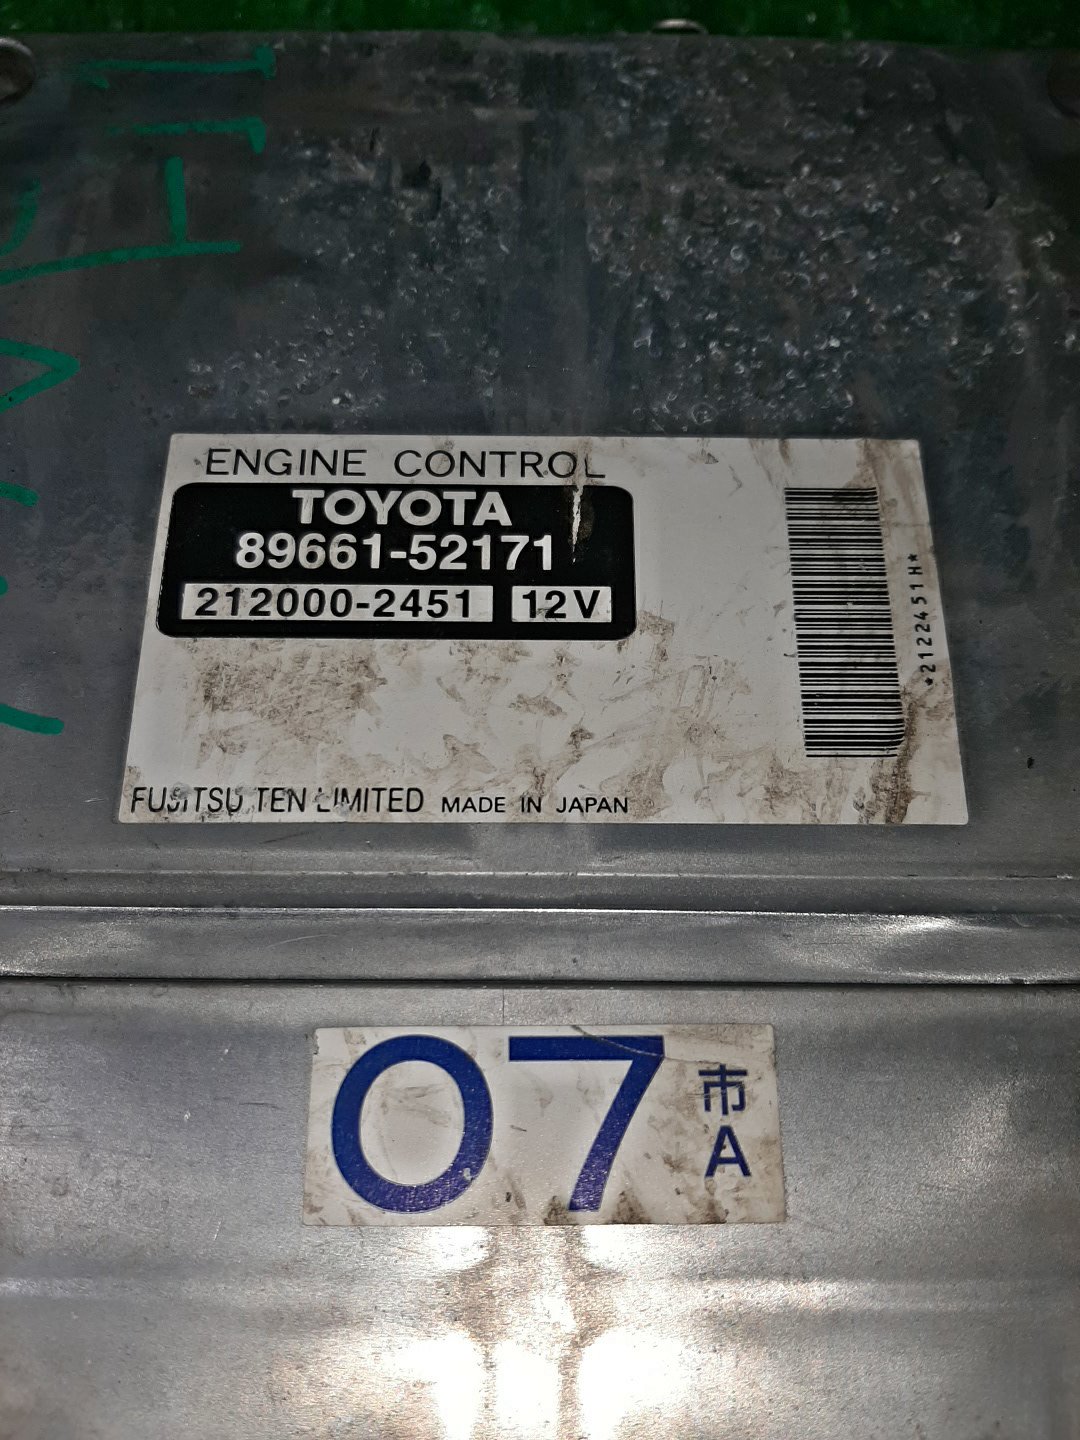 ENGINE CONTROL
TOYOTA
89661-52171
212000-2451 12V
*2122451H*
FUJITSU TEN LIMITED MADE IN JAPAN
07 市
A